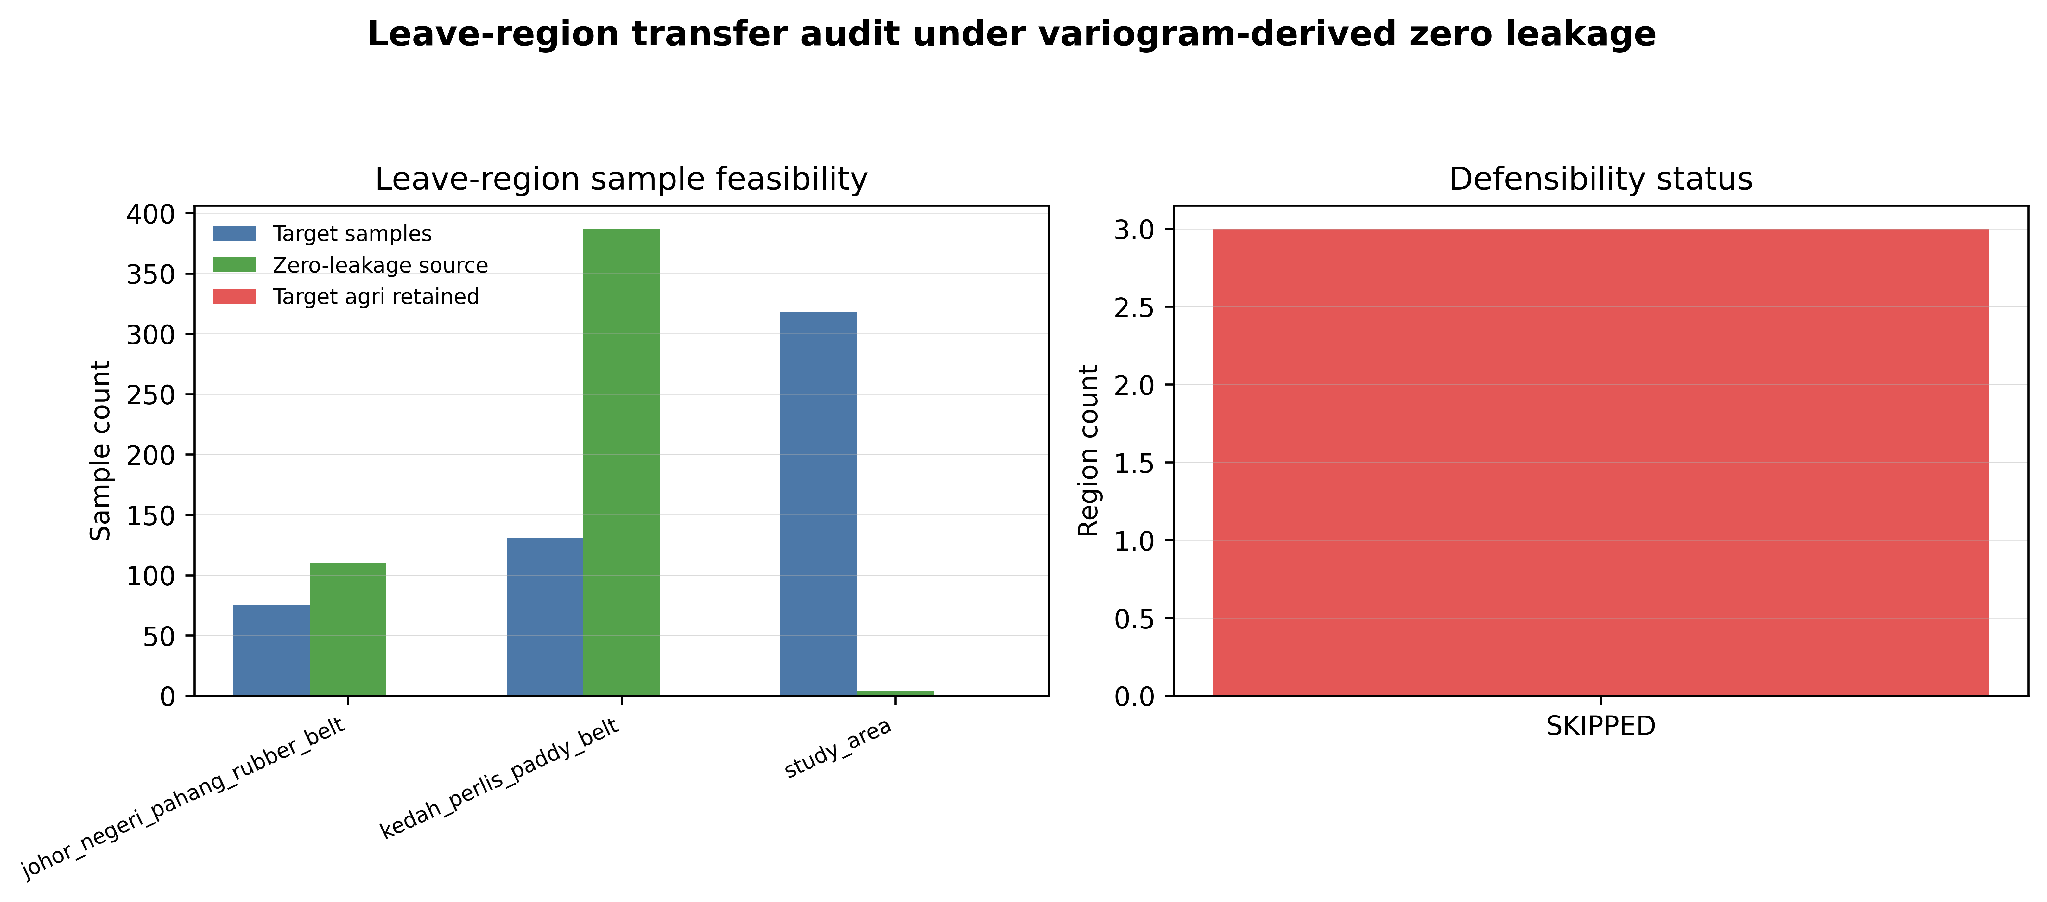 Leave-region transfer audit under variogram-derived zero leakage
Leave-region sample feasibility
Sample count
400
350
300
250
200
150
100
50
0
Target samples
Zero-leakage source
Target agri retained
johor_negeri_pahang_rubber_belt
kedah_perlis_paddy_belt
study_area
Defensibility status
Region count
3.0
2.5
2.0
1.5
1.0
0.5
0.0
SKIPPED